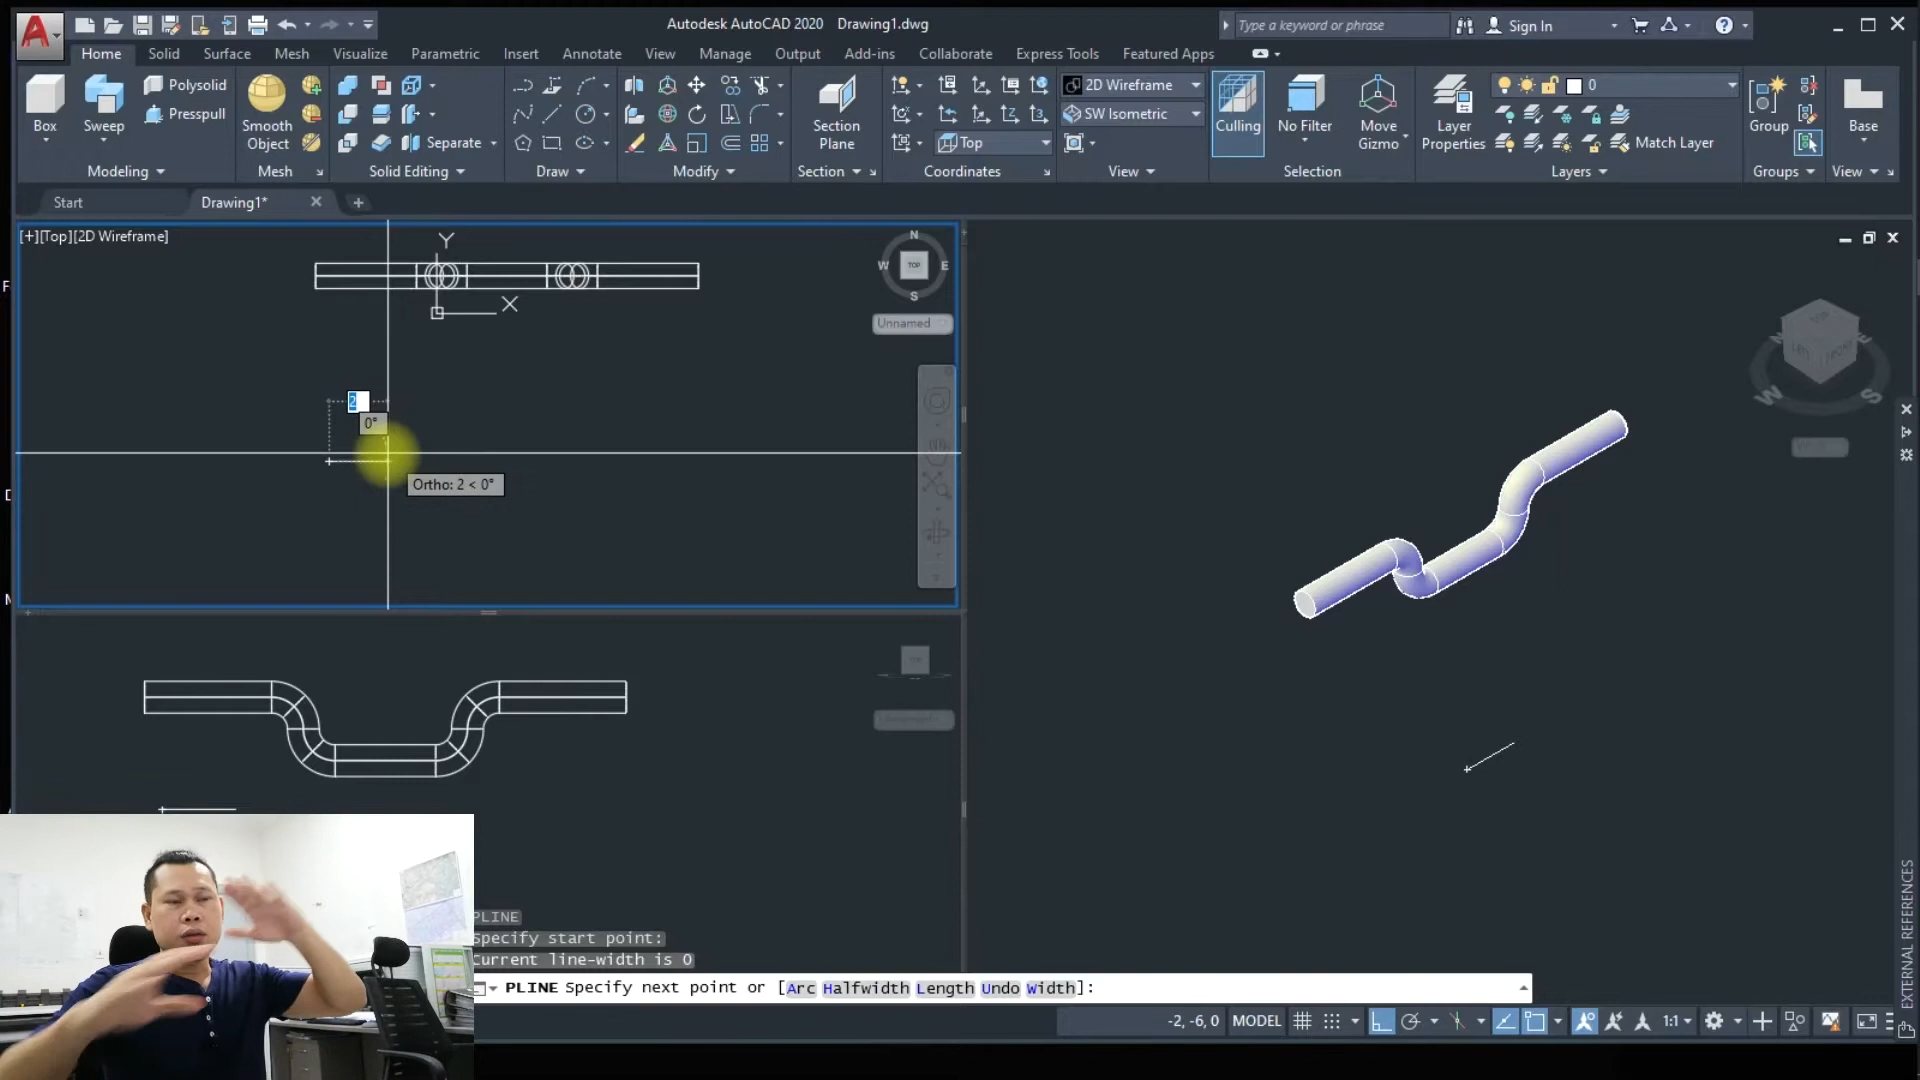 Autodesk AutoCAD 2020 Drawing1.dwg
Type a keyword or phrase
Sign In
Home Solid Surface Mesh Visualize Parametric Insert Annotate View Manage Output Add-ins Collaborate Express Tools Featured Apps
Box
Sweep
Polysolid
Presspull
Smooth Object
Separate
Section Plane
Top
2D Wireframe
SW Isometric
Culling
No Filter
Move Gizmo
Layer Properties
0
Match Layer
Group
Base
Modeling Mesh Solid Editing Draw Modify Section Coordinates View Selection Layers Groups View
Start Drawing1*
[+][Top][2D Wireframe]
Y
X
N
W TOP E
S
Unnamed
2
0°
Ortho: 2 < 0°
TOP
W S
PLINE
Specify start point:
Current line-width is 0
PLINE Specify next point or [Arc Halfwidth Length Undo Width]:
EXTERNAL REFERENCES
-2, -6, 0 MODEL 1:1